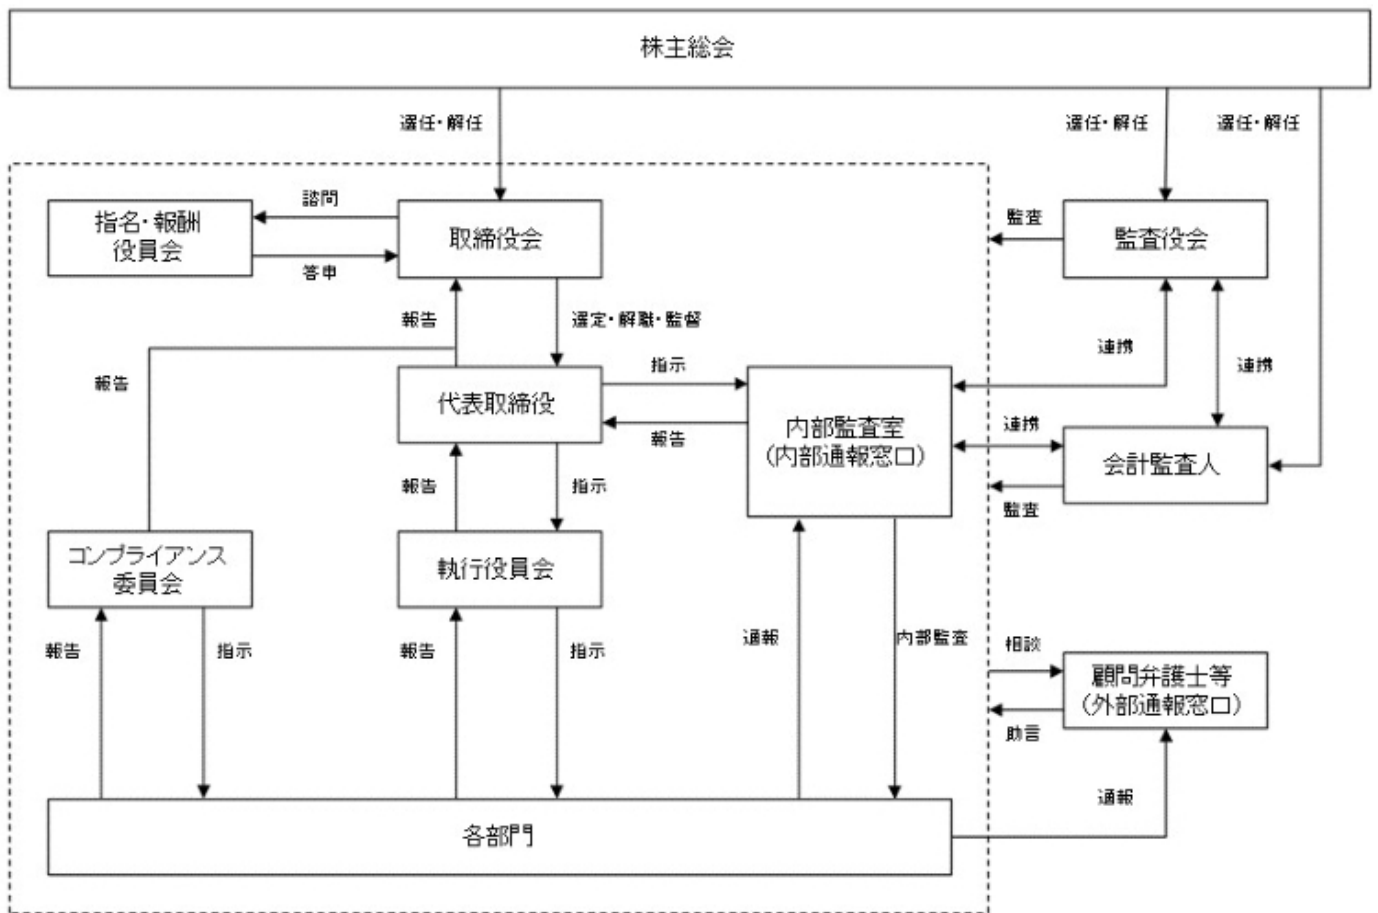 株主総会
選任・解任
選任・解任
選任・解任
諮問
指名・報酬
役員会
取締役会
監査
監査役会
答申
報告
選定・解職・監督
連携
指示
連携
報告
代表取締役
内部監査室
(内部通報窓口)
報告
連携
会計監査人
報告
指示
監査
コンプライアンス
委員会
執行役員会
報告
指示
報告
指示
通報
内部監査
相談
顧問弁護士等
(外部通報窓口)
助言
通報
各部門